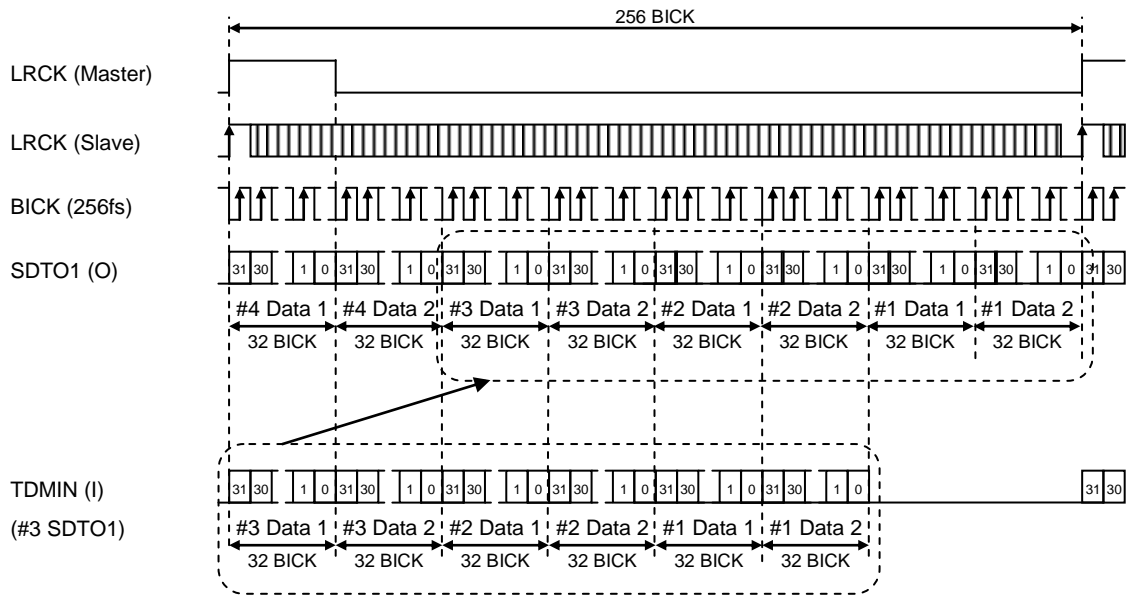 256 BICK
LRCK (Master)
LRCK (Slave)
BICK (256fs)
SDTO1 (O)
31 30 1 0 31 30 1 0 31 30 1 0 31 30 1 0 31 30 1 0 31 30 1 0 31 30 1 0 31 30 1 0 31 30
#4 Data 1 #4 Data 2 #3 Data 1 #3 Data 2 #2 Data 1 #2 Data 2 #1 Data 1 #1 Data 2
32 BICK 32 BICK 32 BICK 32 BICK 32 BICK 32 BICK 32 BICK 32 BICK
TDMIN (I)
31 30 1 0 31 30 1 0 31 30 1 0 31 30 1 0 31 30 1 0 31 30 1 0 31 30
(#3 SDTO1)
#3 Data 1 #3 Data 2 #2 Data 1 #2 Data 2 #1 Data 1 #1 Data 2
32 BICK 32 BICK 32 BICK 32 BICK 32 BICK 32 BICK